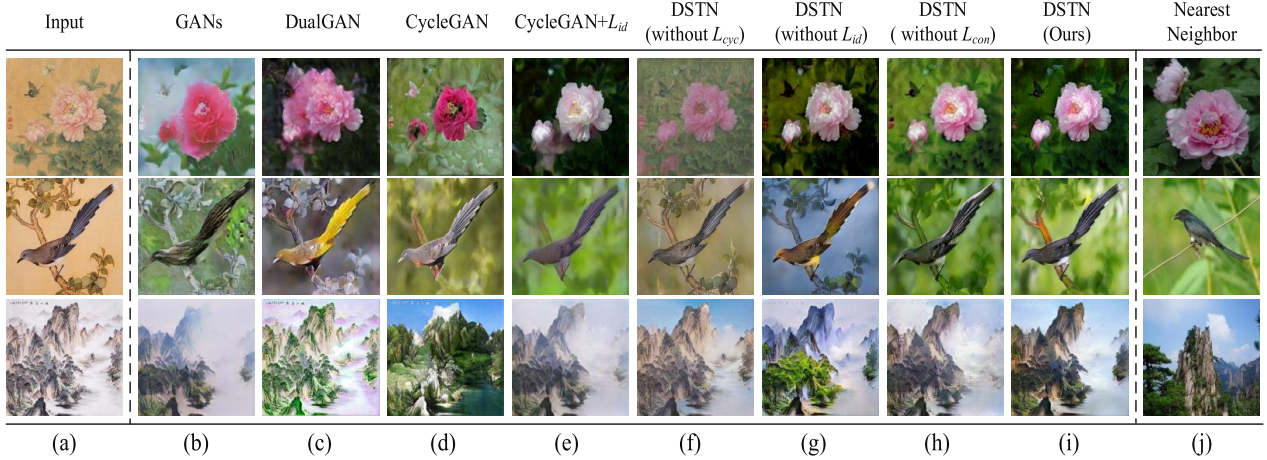 Input
GANs
DualGAN
CycleGAN
CycleGAN+L_id
DSTN
(without L_cyc)
DSTN
(without L_id)
DSTN
( without L_con)
DSTN
(Ours)
Nearest
Neighbor
(a)
(b)
(c)
(d)
(e)
(f)
(g)
(h)
(i)
(j)